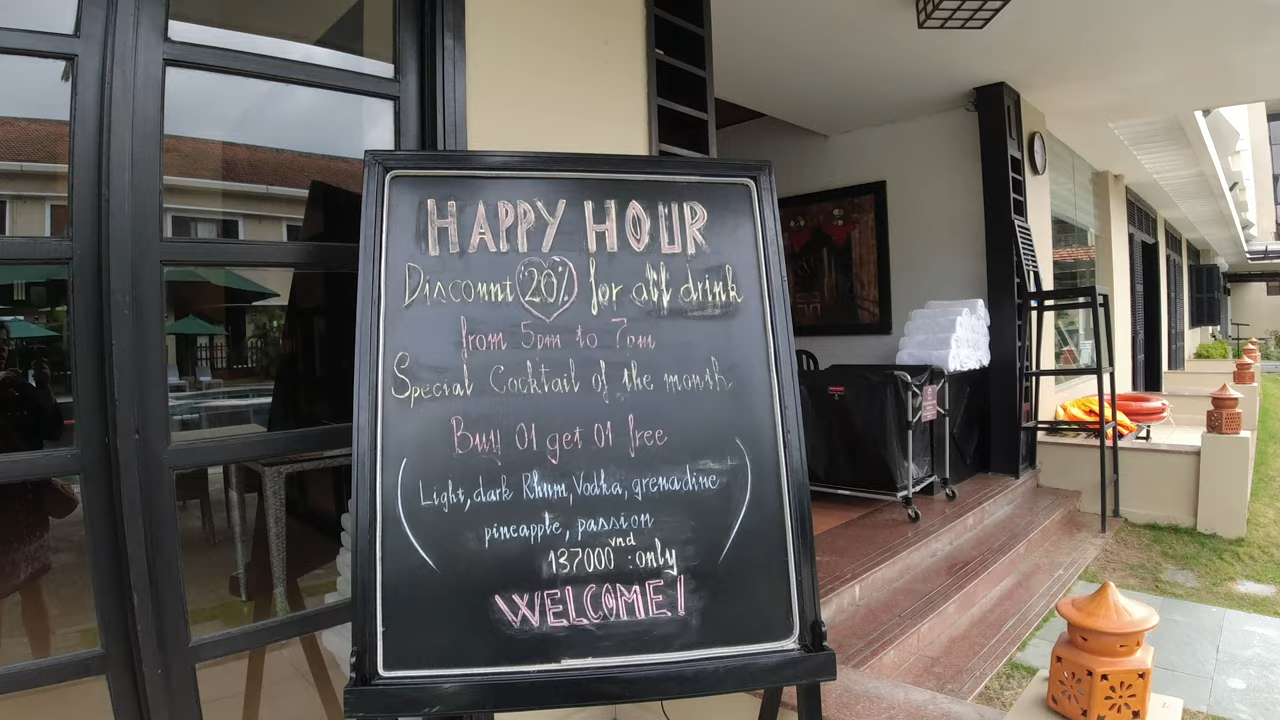 HAPPY HOUR
Discount 20% for all drink
from 5pm to 7pm
Special Cocktail of the month
Buy 01 get 01 free
(Light, dark Rhum, Vodka, grenadine
pineapple, passion)
137000 vnd :only
WELCOME!